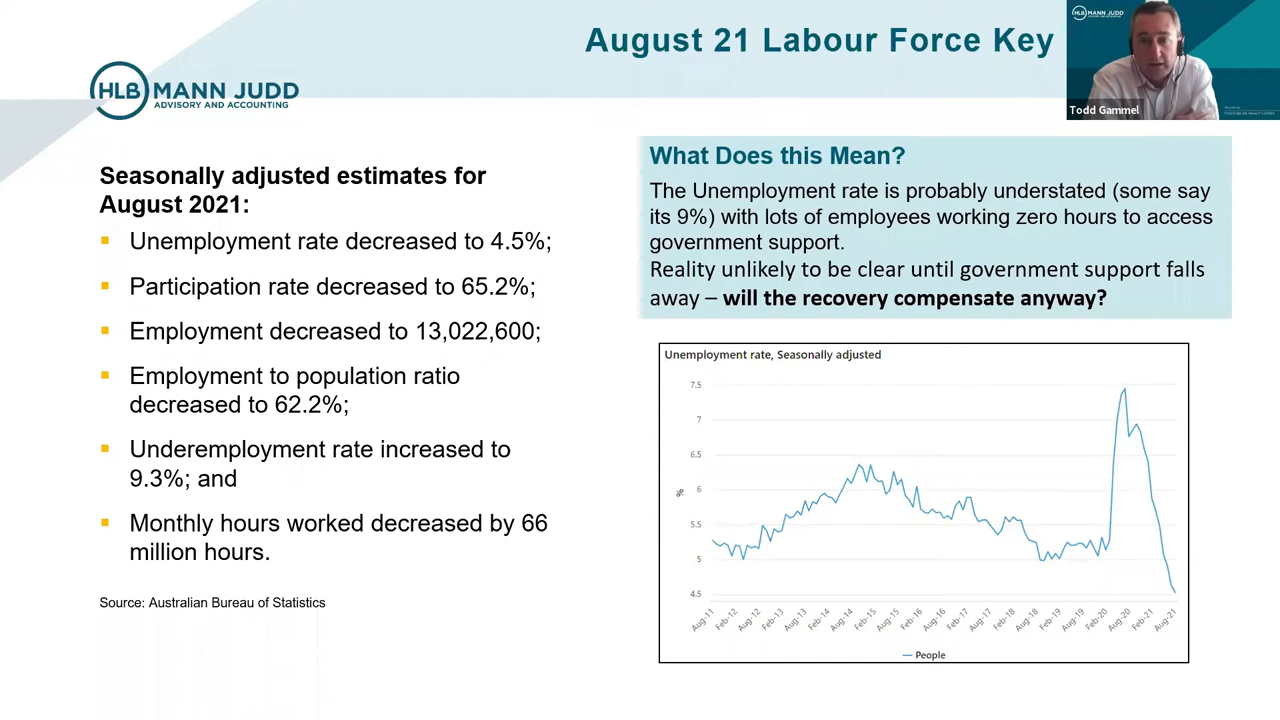 August 21 Labour Force Key
HLB MANN JUDD
ADVISORY AND ACCOUNTING
HLB MANN JUDD
Todd Gammel
Seasonally adjusted estimates for
August 2021:
▪ Unemployment rate decreased to 4.5%;
▪ Participation rate decreased to 65.2%;
▪ Employment decreased to 13,022,600;
▪ Employment to population ratio
decreased to 62.2%;
▪ Underemployment rate increased to
9.3%; and
▪ Monthly hours worked decreased by 66
million hours.
Source: Australian Bureau of Statistics
What Does this Mean?
The Unemployment rate is probably understated (some say
its 9%) with lots of employees working zero hours to access
government support.
Reality unlikely to be clear until government support falls
away – will the recovery compensate anyway?
Unemployment rate, Seasonally adjusted
7.5
7
6.5
6
5.5
5
4.5
%
Aug-11
Feb-12
Aug-12
Feb-13
Aug-13
Feb-14
Aug-14
Feb-15
Aug-15
Feb-16
Aug-16
Feb-17
Aug-17
Feb-18
Aug-18
Feb-19
Aug-19
Feb-20
Aug-20
Feb-21
Aug-21
People